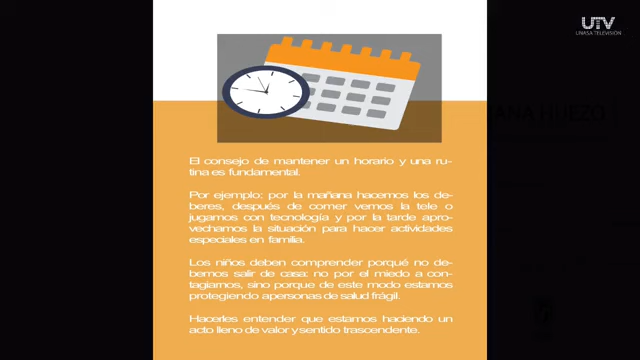 UTV
UNASA TELEVISIÓN
El consejo de mantener un horario y una ru-
tina es fundamental.
Por ejemplo: por la mañana hacemos los de-
beres, después de comer vemos la tele o
jugamos con tecnología y por la tarde apro-
vechamos la situación para hacer actividades
especiales en familia.
Los niños deben comprender porqué no de-
bemos salir de casa: no por el miedo a con-
tagiarnos, sino porque de este modo estamos
protegiendo apersonas de salud frágil.
Hacerles entender que estamos haciendo un
acto lleno de valor y sentido trascendente.